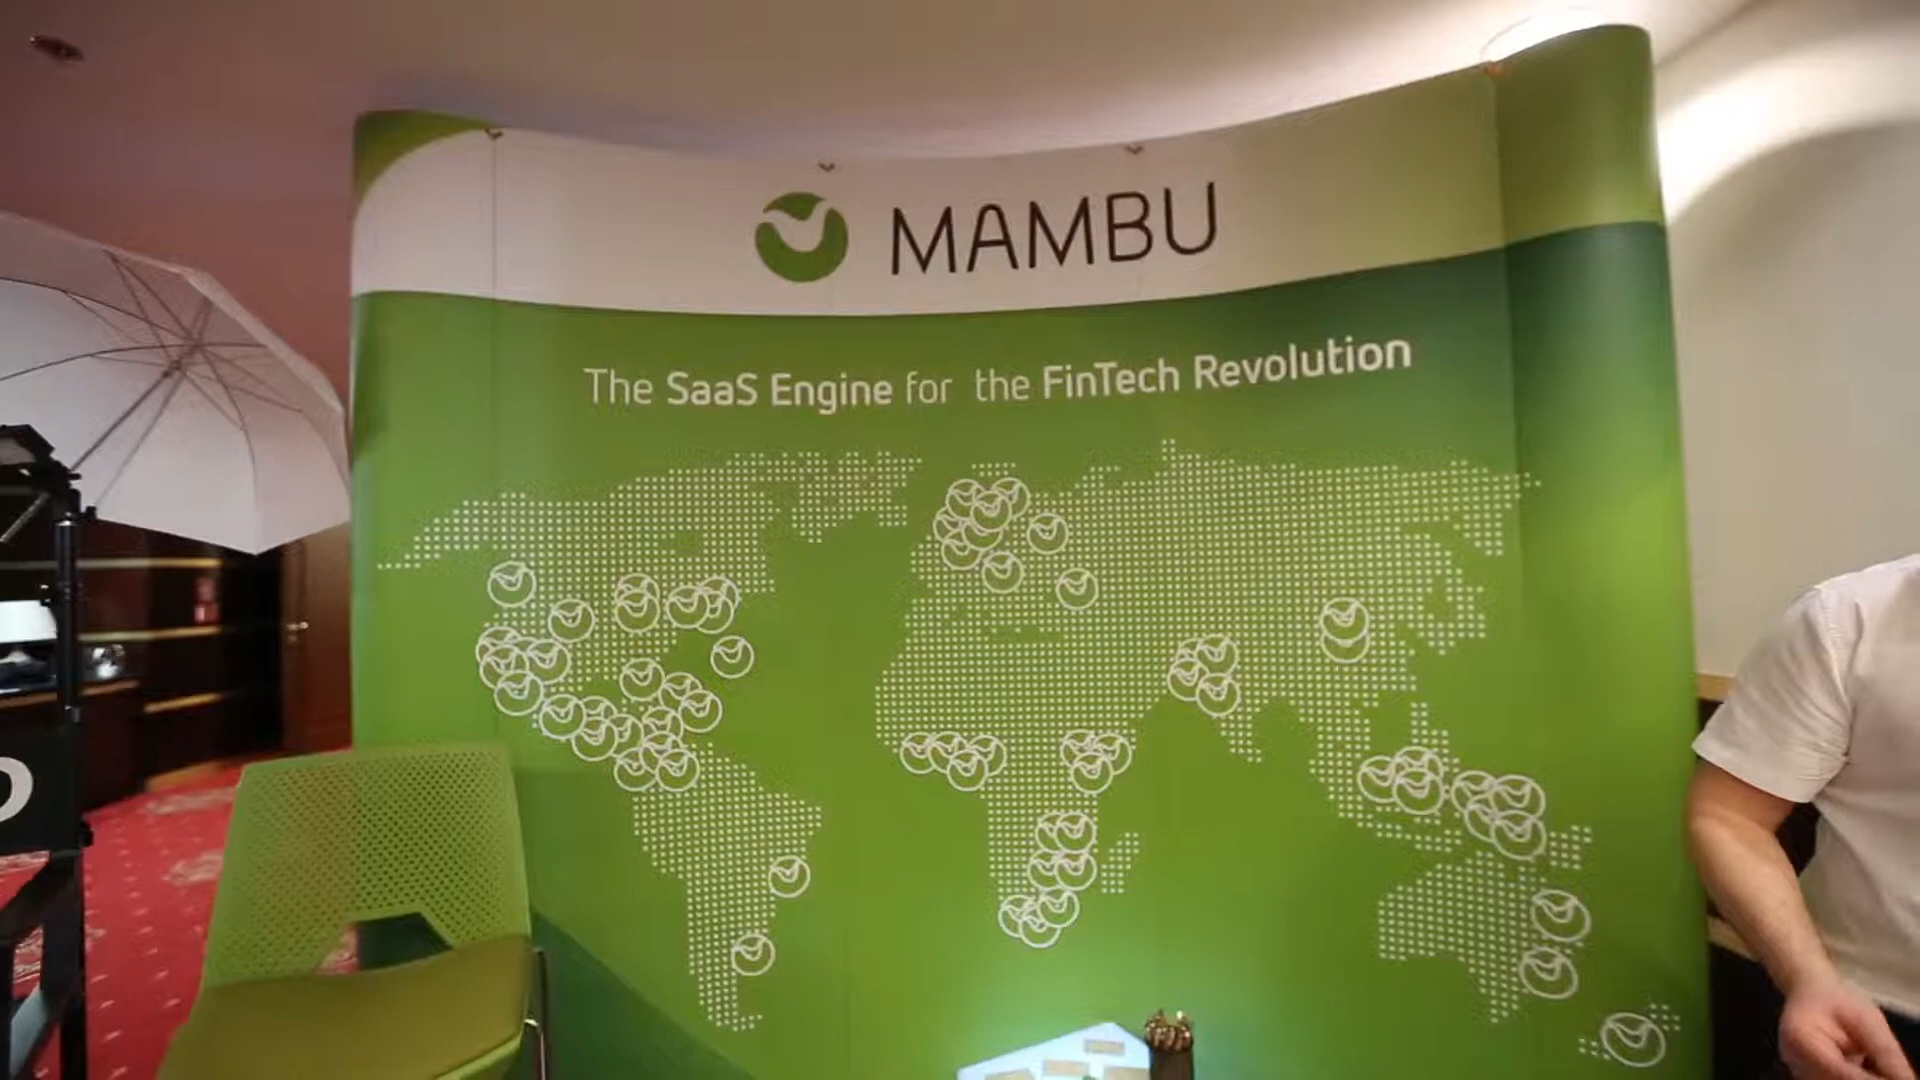 MAMBU
The SaaS Engine for the FinTech Revolution